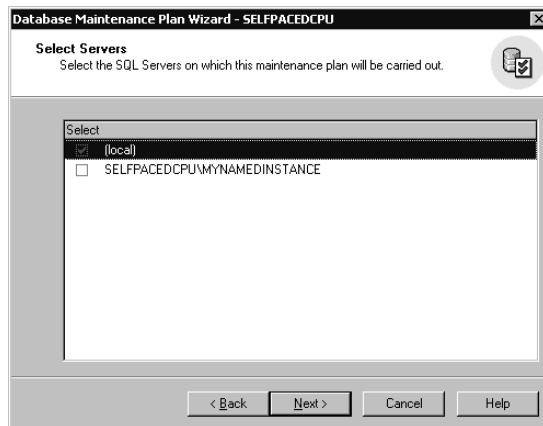 Database Maintenance Plan Wizard - SELFPACEDCPU
Select Servers
Select the SQL Servers on which this maintenance plan will be carried out.
Select
(local)
SELFPACEDCPU\MYNAMEDINSTANCE
< Back
Next >
Cancel
Help